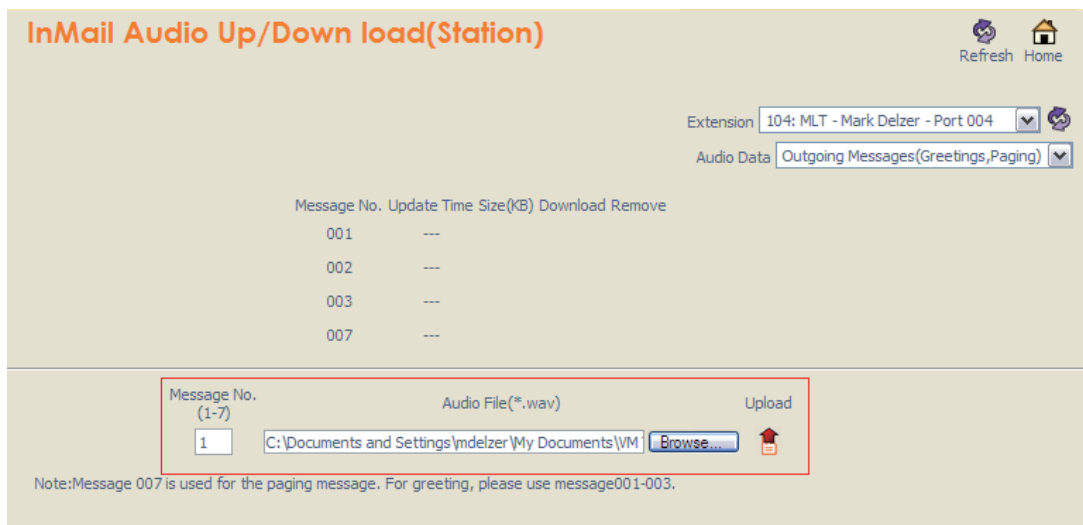 InMail Audio Up/Down load(Station)
Refresh Home
Extension 104: MLT - Mark Delzer - Port 004
Audio Data Outgoing Messages(Greetings,Paging)
Message No. Update Time Size(KB) Download Remove
001 ---
002 ---
003 ---
007 ---
Message No. (1-7) Audio File(*.wav) Upload
1 C:\Documents and Settings\mdelzer\My Documents\VM Browse...
Note:Message 007 is used for the paging message. For greeting, please use message001-003.